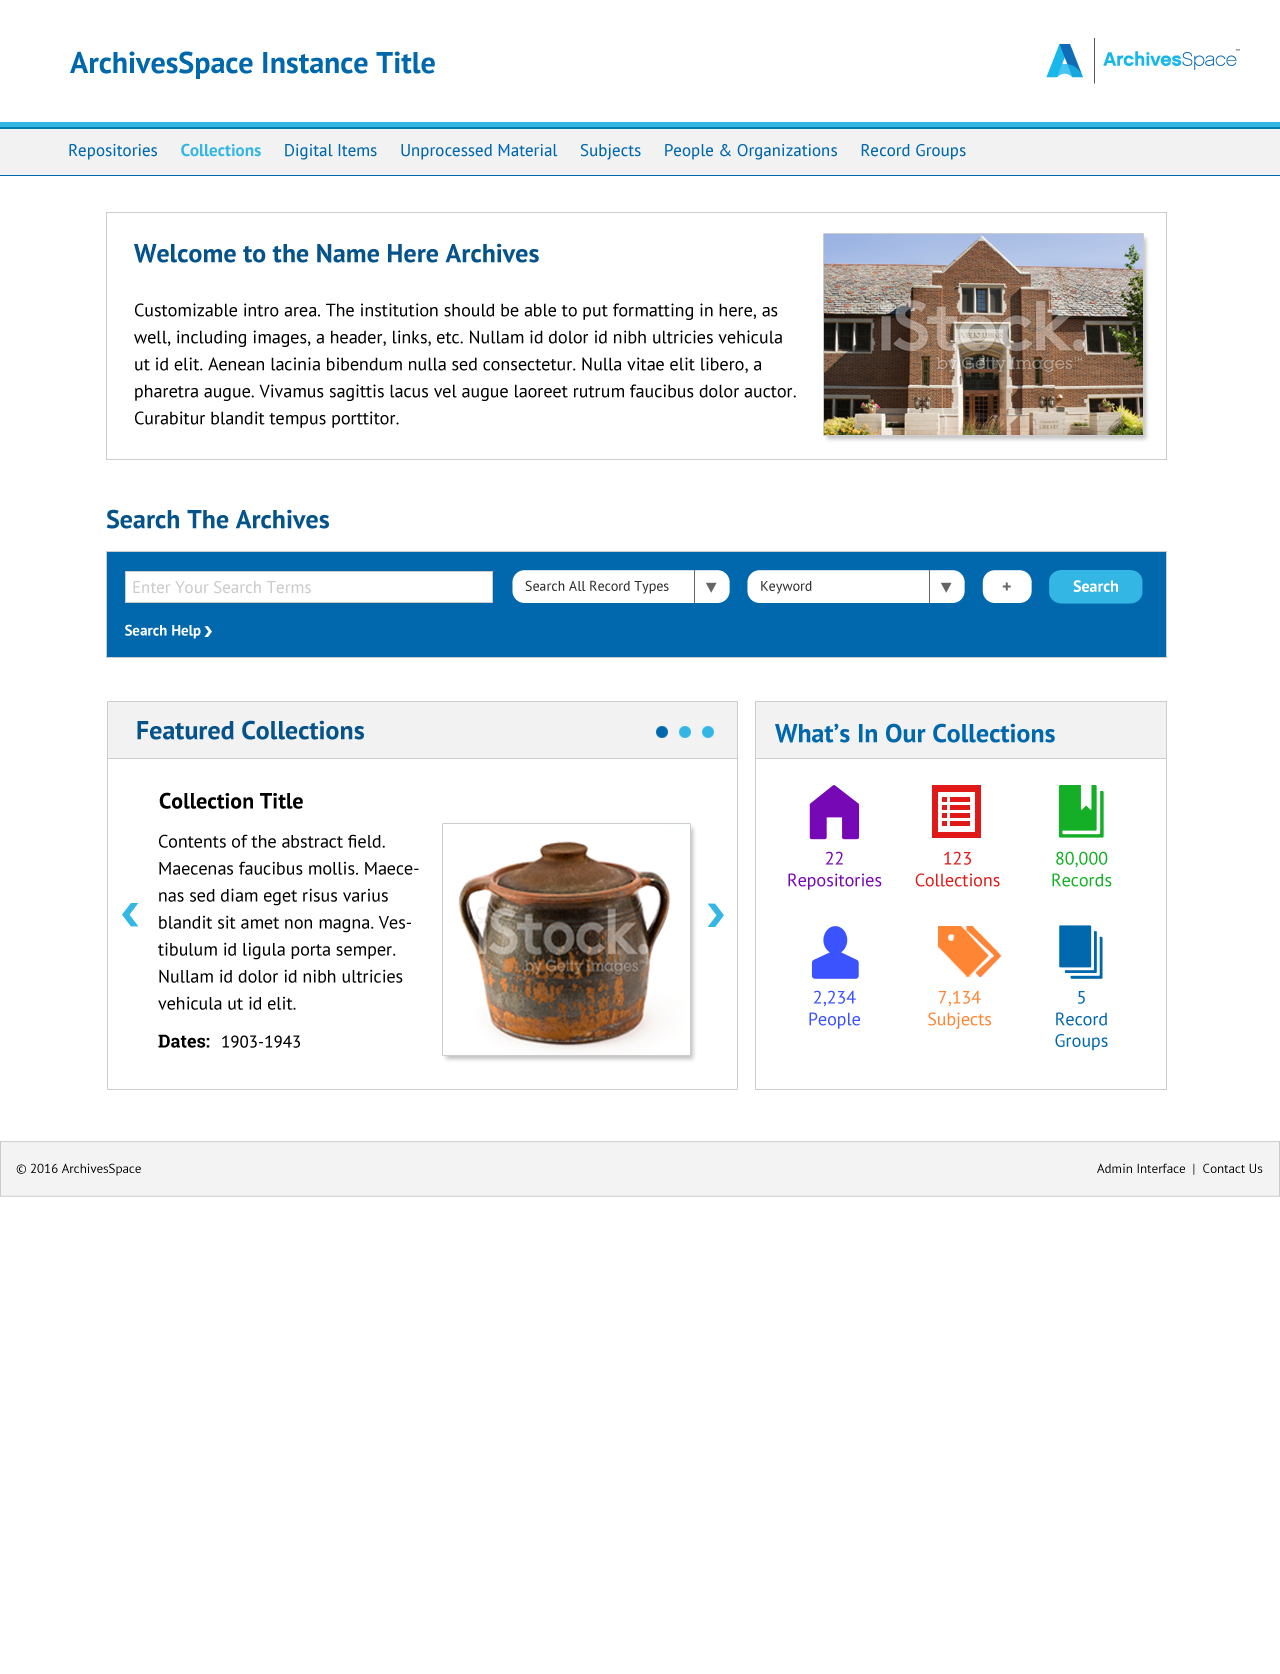 ArchivesSpace Instance Title
ArchivesSpace™
Repositories Collections Digital Items Unprocessed Material Subjects People & Organizations Record Groups
Welcome to the Name Here Archives
Customizable intro area. The institution should be able to put formatting in here, as
well, including images, a header, links, etc. Nullam id dolor id nibh ultricies vehicula
ut id elit. Aenean lacinia bibendum nulla sed consectetur. Nulla vitae elit libero, a
pharetra augue. Vivamus sagittis lacus vel augue laoreet rutrum faucibus dolor auctor.
Curabitur blandit tempus porttitor.
iStock.
by Getty Images™
Search The Archives
Enter Your Search Terms
Search All Record Types ▼
Keyword ▼
+
Search
Search Help ❯
Featured Collections
Collection Title
Contents of the abstract field.
Maecenas faucibus mollis. Maece-
nas sed diam eget risus varius
blandit sit amet non magna. Ves-
tibulum id ligula porta semper.
Nullam id dolor id nibh ultricies
vehicula ut id elit.
Dates: 1903-1943
iStock.
by Getty Images™
What's In Our Collections
22
Repositories
123
Collections
80,000
Records
2,234
People
7,134
Subjects
5
Record
Groups
© 2016 ArchivesSpace
Admin Interface | Contact Us